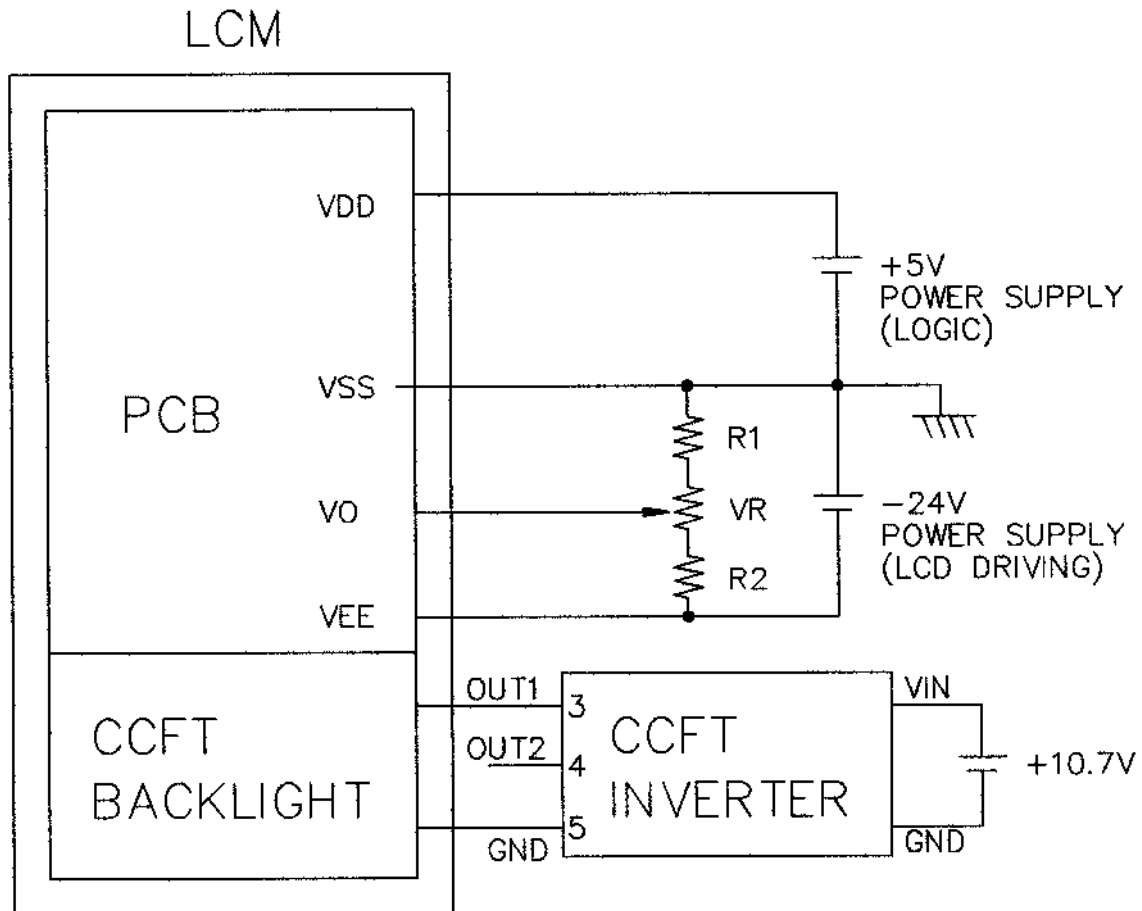 LCM
VDD
+5V
POWER SUPPLY
(LOGIC)
VSS
PCB
R1
VO
VR
-24V
POWER SUPPLY
(LCD DRIVING)
R2
VEE
OUT1
3
VIN
CCFT
BACKLIGHT
OUT2
4
CCFT
INVERTER
+10.7V
5
GND
GND